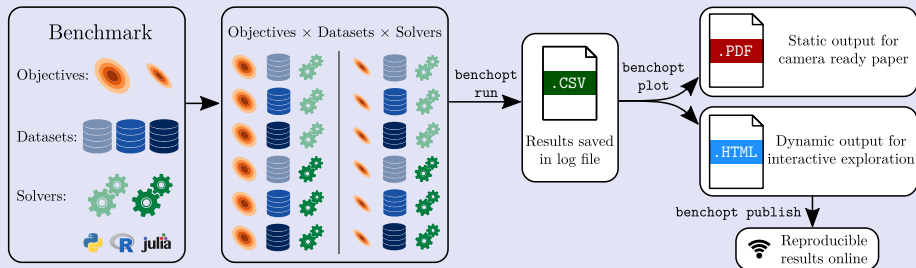 Benchmark
Objectives:
Datasets:
Solvers:
R
julia
Objectives × Datasets × Solvers
benchopt
run
.CSV
Results saved
in log file
benchopt
plot
.PDF
Static output for
camera ready paper
.HTML
Dynamic output for
interactive exploration
benchopt publish
Reproducible
results online